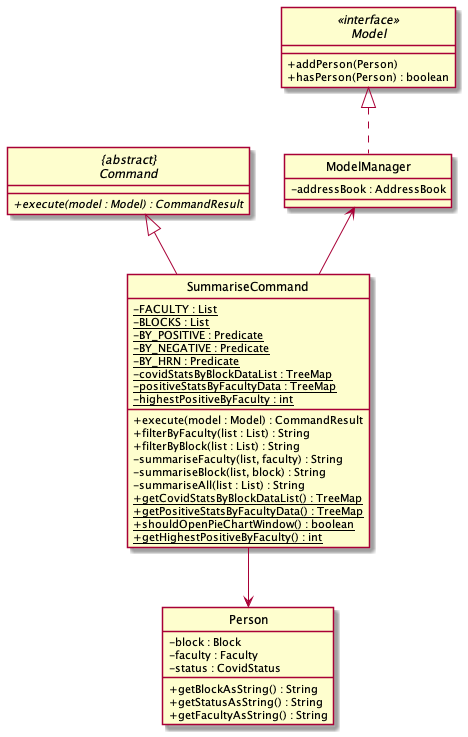 «interface»
Model
+addPerson(Person)
+hasPerson(Person) : boolean
{abstract}
Command
+execute(model : Model) : CommandResult
ModelManager
-addressBook : AddressBook
SummariseCommand
-FACULTY : List
-BLOCKS : List
-BY_POSITIVE : Predicate
-BY_NEGATIVE : Predicate
-BY_HRN : Predicate
-covidStatsByBlockDataList : TreeMap
-positiveStatsByFacultyData : TreeMap
-highestPositiveByFaculty : int
+execute(model : Model) : CommandResult
+filterByFaculty(list : List) : String
+filterByBlock(list : List) : String
-summariseFaculty(list, faculty) : String
-summariseBlock(list, block) : String
-summariseAll(list : List) : String
+getCovidStatsByBlockDataList() : TreeMap
+getPositiveStatsByFacultyData() : TreeMap
+shouldOpenPieChartWindow() : boolean
+getHighestPositiveByFaculty() : int
Person
-block : Block
-faculty : Faculty
-status : CovidStatus
+getBlockAsString() : String
+getStatusAsString() : String
+getFacultyAsString() : String